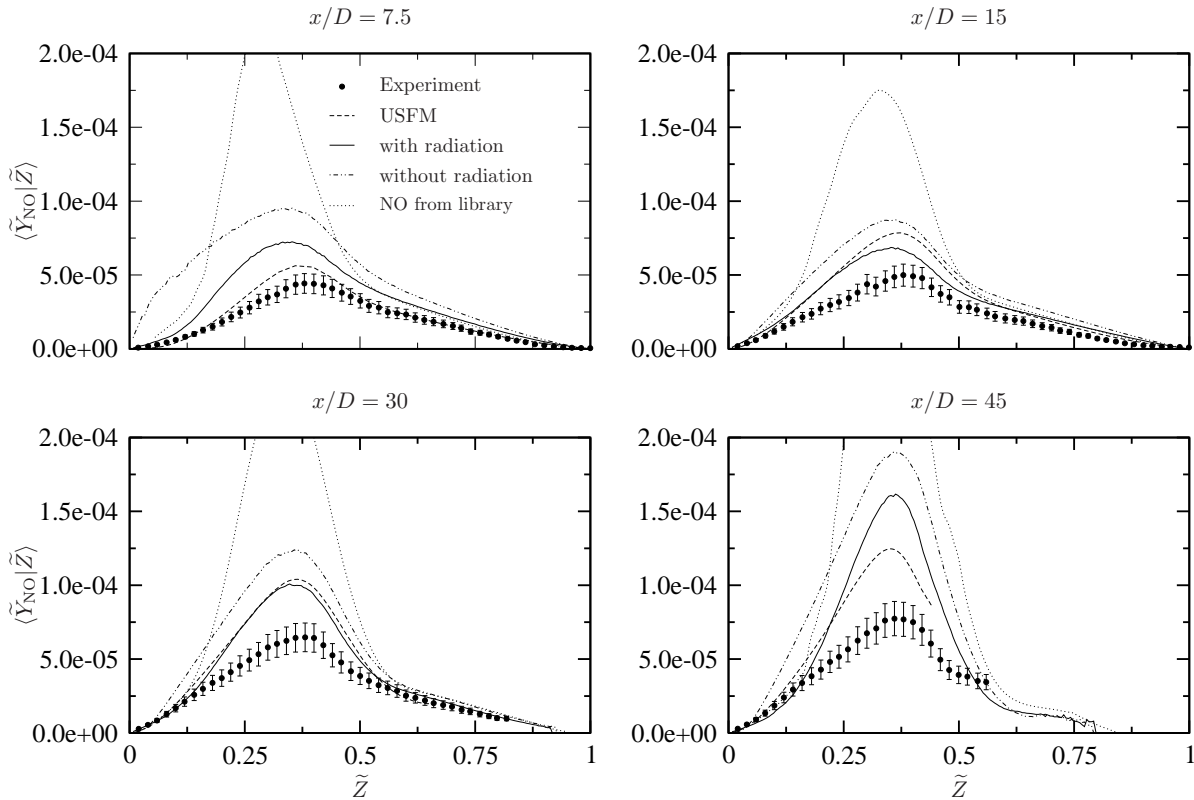 x/D = 7.5
x/D = 15
2.0e-04
1.5e-04
1.0e-04
5.0e-05
0.0e+00
⟨ỸNO|Z̃⟩
Experiment
USFM
with radiation
without radiation
NO from library
2.0e-04
1.5e-04
1.0e-04
5.0e-05
0.0e+00
x/D = 30
x/D = 45
2.0e-04
1.5e-04
1.0e-04
5.0e-05
0.0e+00
⟨ỸNO|Z̃⟩
0 0.25 0.5 0.75 1
Z̃
2.0e-04
1.5e-04
1.0e-04
5.0e-05
0.0e+00
0 0.25 0.5 0.75 1
Z̃